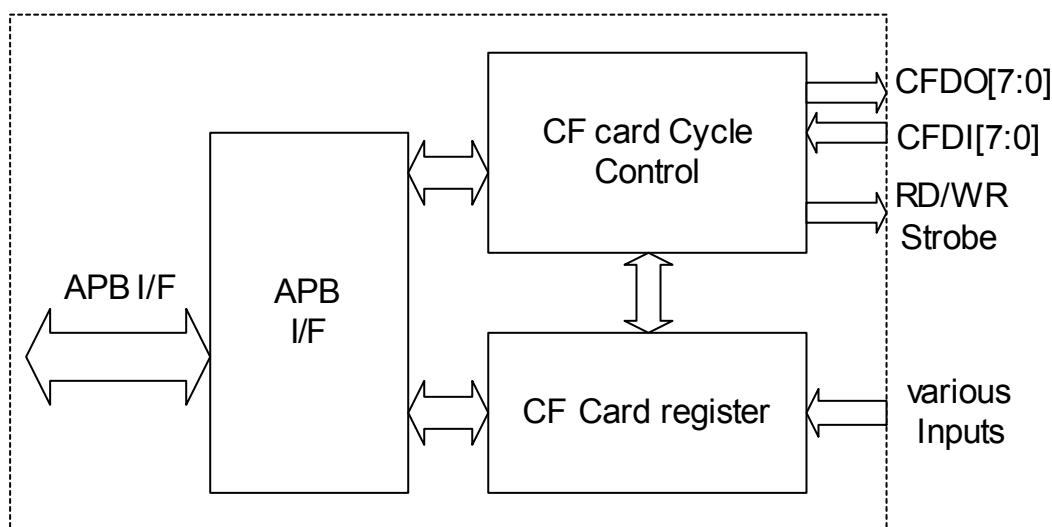 CF card Cycle
Control
CFDO[7:0]
CFDI[7:0]
RD/WR
Strobe
APB I/F
APB
I/F
CF Card register
various
Inputs